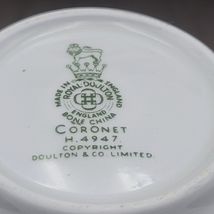 MADE IN ENGLAND
ROYAL DOULTON
ENGLAND
BONE CHINA
CORONET
H.4947.
COPYRIGHT
DOULTON & CO. LIMITED.